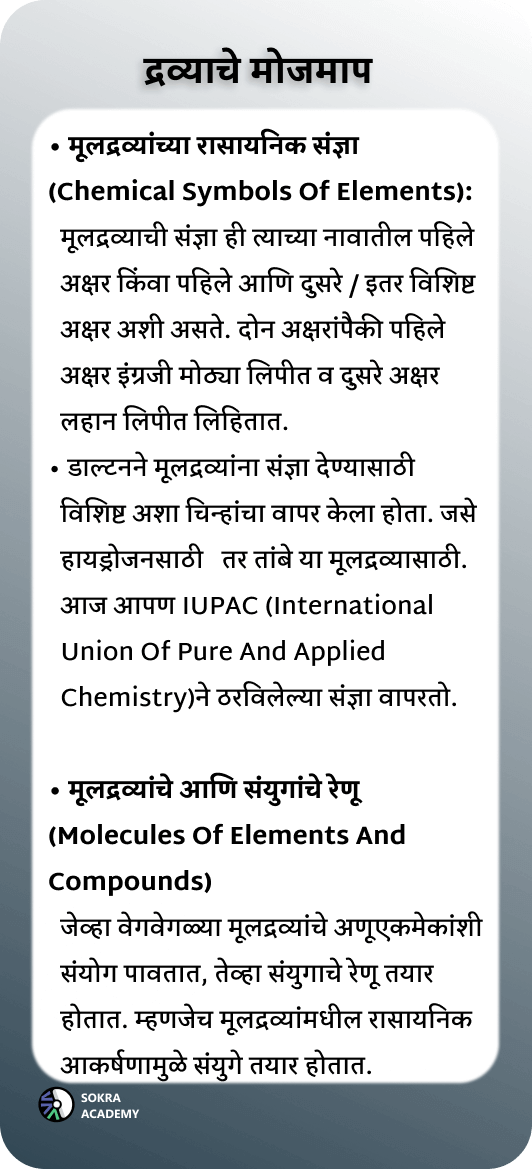 द्रव्याचे मोजमाप
• मूलद्रव्यांच्या रासायनिक संज्ञा
(Chemical Symbols Of Elements):
मूलद्रव्याची संज्ञा ही त्याच्या नावातील पहिले
अक्षर किंवा पहिले आणि दुसरे / इतर विशिष्ट
अक्षर अशी असते. दोन अक्षरांपैकी पहिले
अक्षर इंग्रजी मोठ्या लिपीत व दुसरे अक्षर
लहान लिपीत लिहितात.
• डाल्टनने मूलद्रव्यांना संज्ञा देण्यासाठी
विशिष्ट अशा चिन्हांचा वापर केला होता. जसे
हायड्रोजनसाठी तर तांबे या मूलद्रव्यासाठी.
आज आपण IUPAC (International
Union Of Pure And Applied
Chemistry)ने ठरविलेल्या संज्ञा वापरतो.
• मूलद्रव्यांचे आणि संयुगांचे रेणू
(Molecules Of Elements And
Compounds)
जेव्हा वेगवेगळ्या मूलद्रव्यांचे अणूएकमेकांशी
संयोग पावतात, तेव्हा संयुगाचे रेणू तयार
होतात. म्हणजेच मूलद्रव्यांमधील रासायनिक
आकर्षणामुळे संयुगे तयार होतात.
SOKRA
ACADEMY